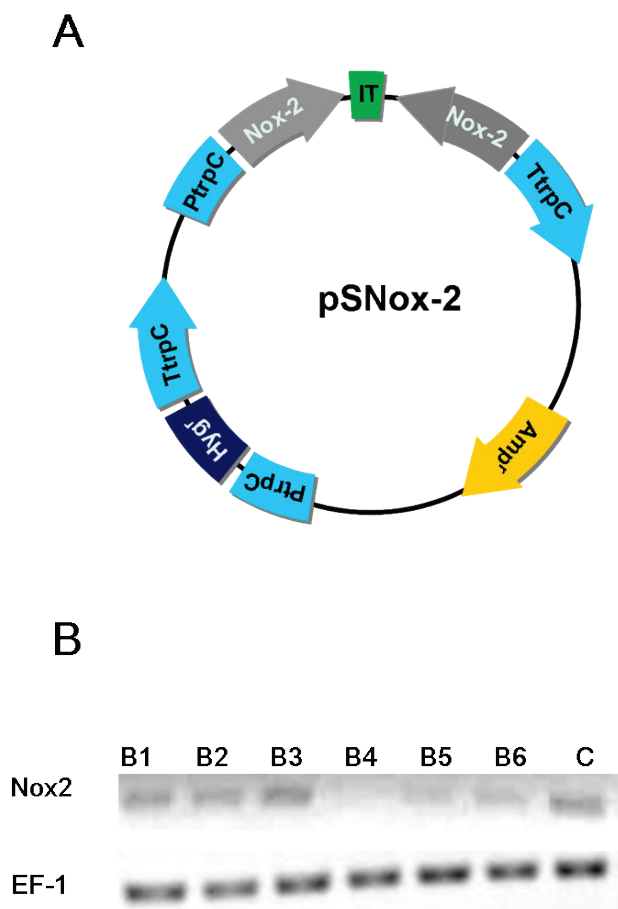 A
IT
Nox-2
Nox-2
PtrpC
TtrpC
pSNox-2
TtrpC
Hygʳ
PtrpC
Ampʳ
B
B1 B2 B3 B4 B5 B6 C
Nox2
EF-1